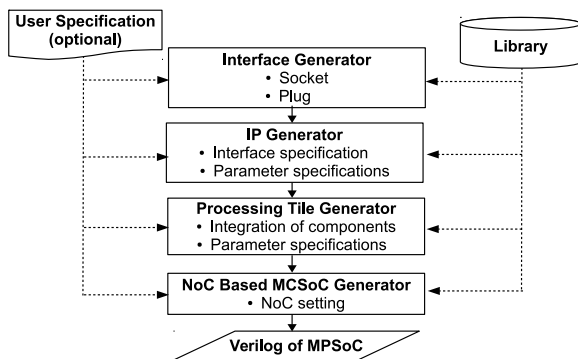 User Specification
(optional)
Library
Interface Generator
• Socket
• Plug
IP Generator
• Interface specification
• Parameter specifications
Processing Tile Generator
• Integration of components
• Parameter specifications
NoC Based MCSoC Generator
• NoC setting
Verilog of MPSoC